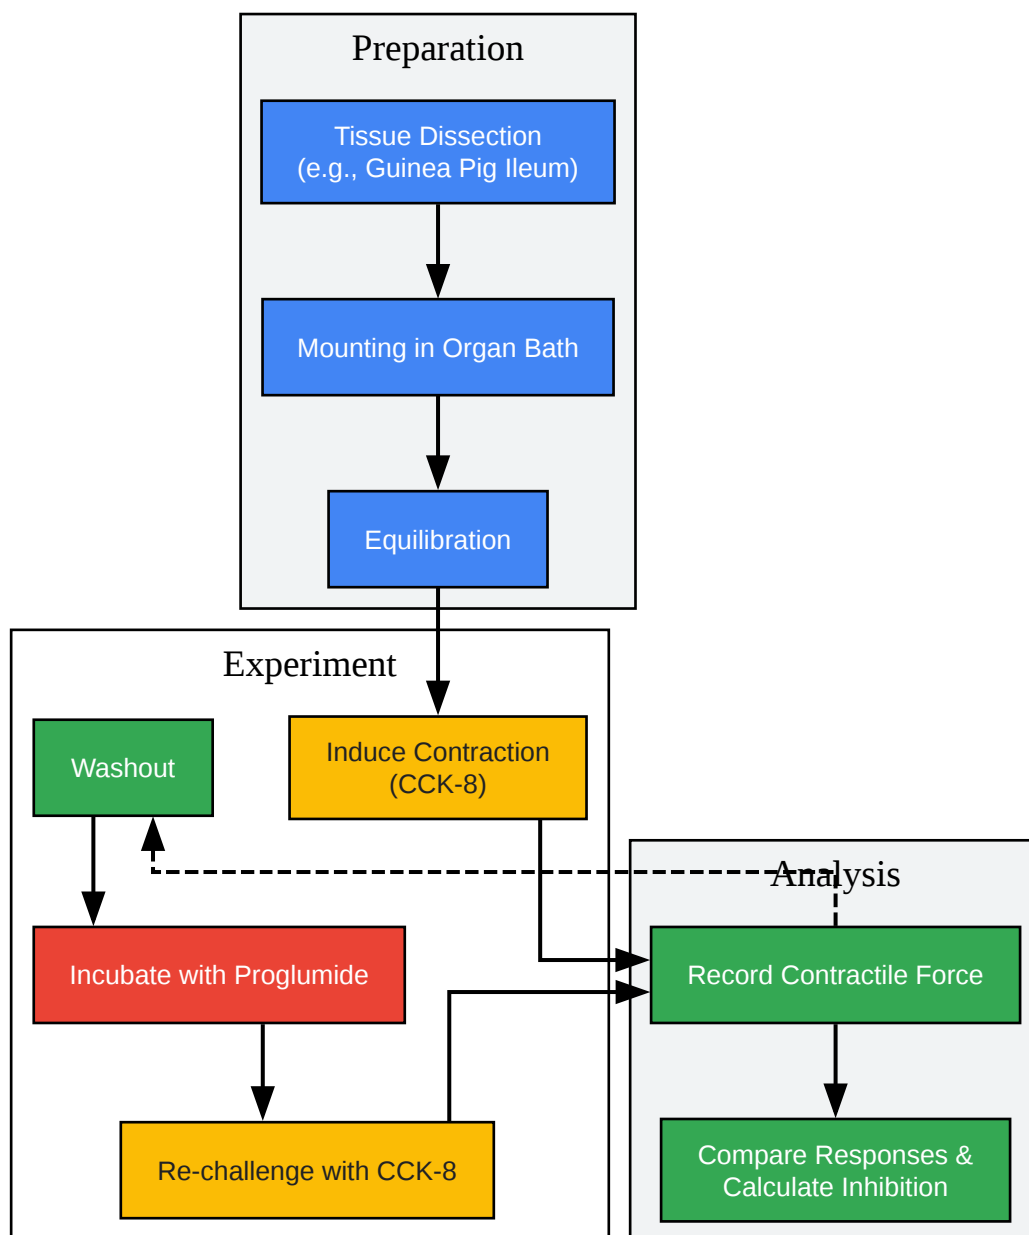 Preparation
Tissue Dissection
(e.g., Guinea Pig Ileum)
Mounting in Organ Bath
Equilibration
Experiment
Washout
Induce Contraction
(CCK-8)
Analysis
Incubate with Proglumide
Record Contractile Force
Re-challenge with CCK-8
Compare Responses &
Calculate Inhibition